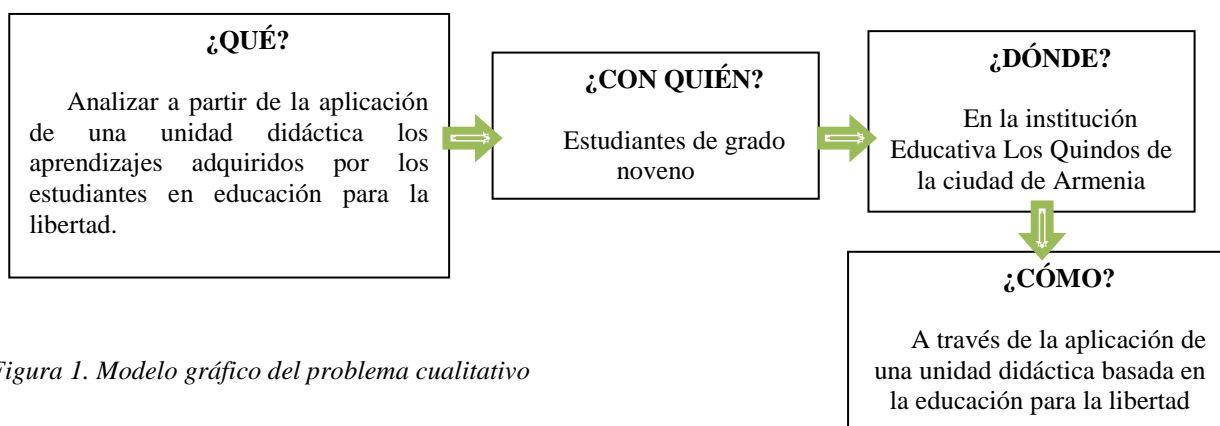 ¿QUÉ?
Analizar a partir de la aplicación
de una unidad didáctica los
aprendizajes adquiridos por los
estudiantes en educación para la
libertad.
¿CON QUIÉN?
Estudiantes de grado
noveno
¿DÓNDE?
En la institución
Educativa Los Quindos de
la ciudad de Armenia
¿CÓMO?
A través de la aplicación de
una unidad didáctica basada en
la educación para la libertad
Figura 1. Modelo gráfico del problema cualitativo